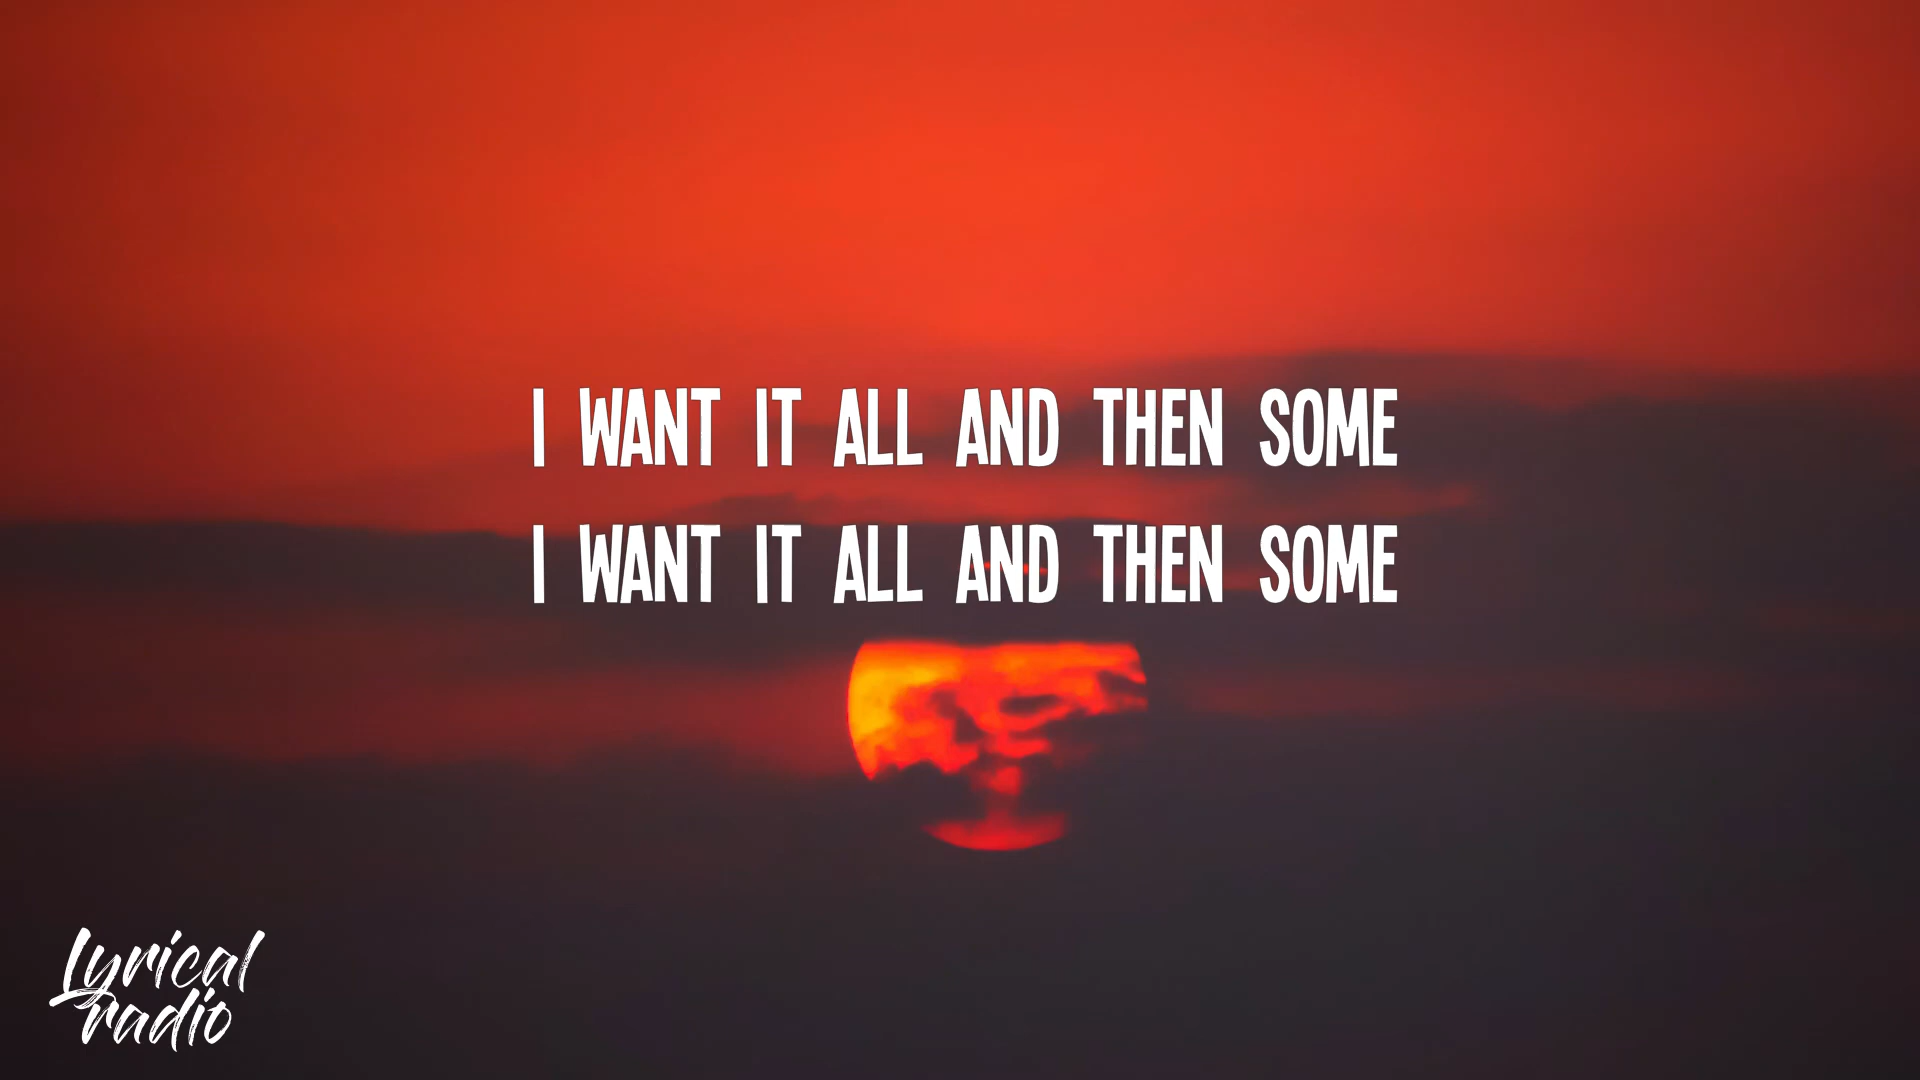 I WANT IT ALL AND THEN SOME
I WANT IT ALL AND THEN SOME
Lyrical
radio